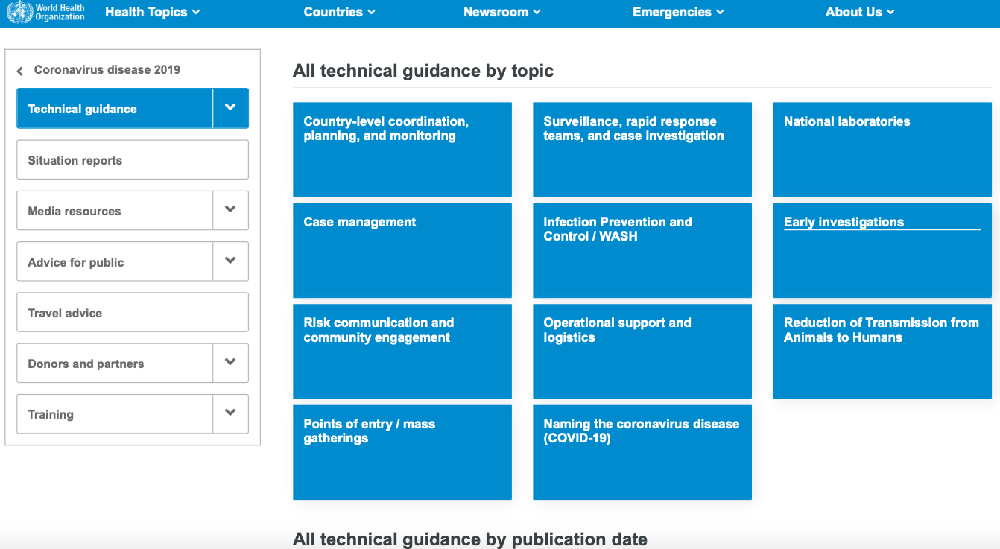 World Health
Organization
Health Topics
Countries
Newsroom
Emergencies
About Us
Coronavirus disease 2019
Technical guidance
Situation reports
Media resources
Advice for public
Travel advice
Donors and partners
Training
All technical guidance by topic
Country-level coordination,
planning, and monitoring
Surveillance, rapid response
teams, and case investigation
National laboratories
Case management
Infection Prevention and
Control / WASH
Early investigations
Risk communication and
community engagement
Operational support and
logistics
Reduction of Transmission from
Animals to Humans
Points of entry / mass
gatherings
Naming the coronavirus disease
(COVID-19)
All technical guidance by publication date